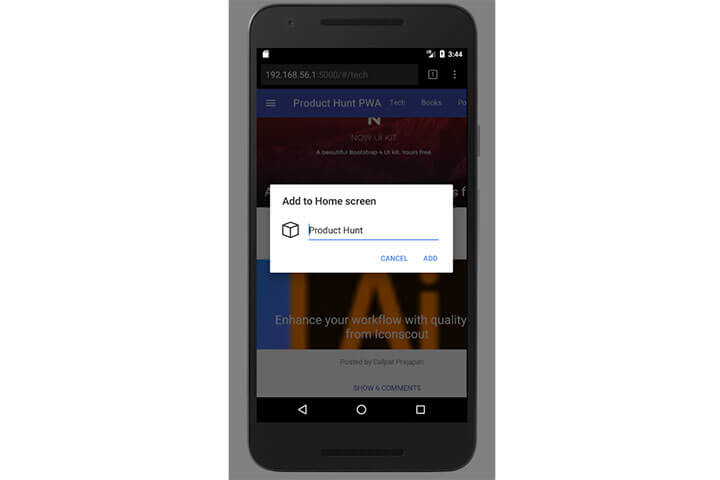 3:44
192.168.56.1:5000/#/tech
1
Product Hunt PWA Tech Books Po
NOW UI KIT
A beautiful Bootstrap 4 UI kit. Yours free.
Add to Home screen
Product Hunt
CANCEL ADD
Ai
Enhance your workflow with quality
from Iconscout
Posted by Dalpat Prajapati
SHOW 6 COMMENTS